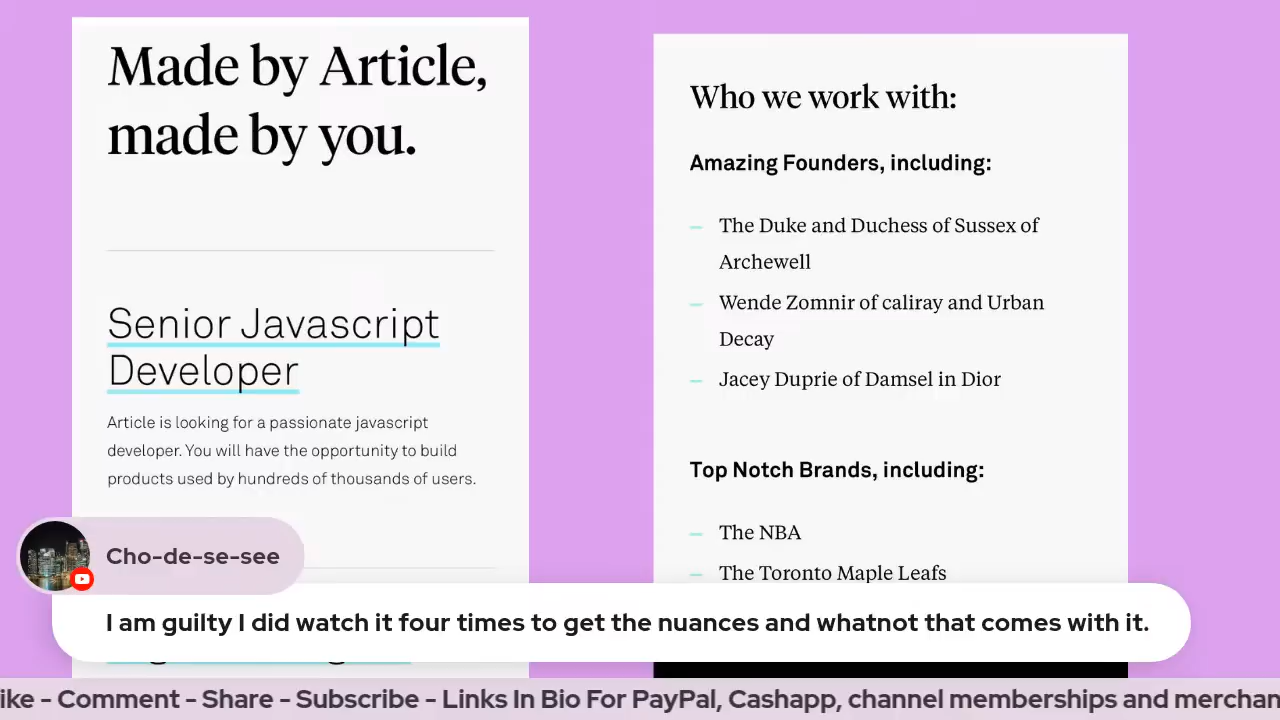 Made by Article,
made by you.
Senior Javascript
Developer
Article is looking for a passionate javascript
developer. You will have the opportunity to build
products used by hundreds of thousands of users.
Who we work with:
Amazing Founders, including:
– The Duke and Duchess of Sussex of
Archewell
– Wende Zomnir of caliray and Urban
Decay
– Jacey Duprie of Damsel in Dior
Top Notch Brands, including:
– The NBA
– The Toronto Maple Leafs
Cho-de-se-see
I am guilty I did watch it four times to get the nuances and whatnot that comes with it.
ike - Comment - Share - Subscribe - Links In Bio For PayPal, Cashapp, channel memberships and merchan